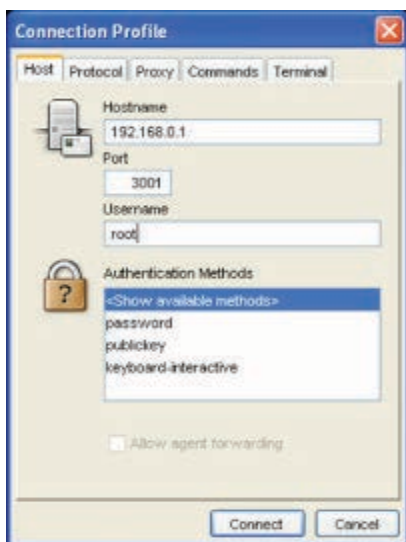 Connection Profile
Host Protocol Proxy Commands Terminal
Hostname
192.168.0.1
Port
3001
Username
root
Authentication Methods
<Show available methods>
password
publickey
keyboard-interactive
Allow agent forwarding
Connect Cancel